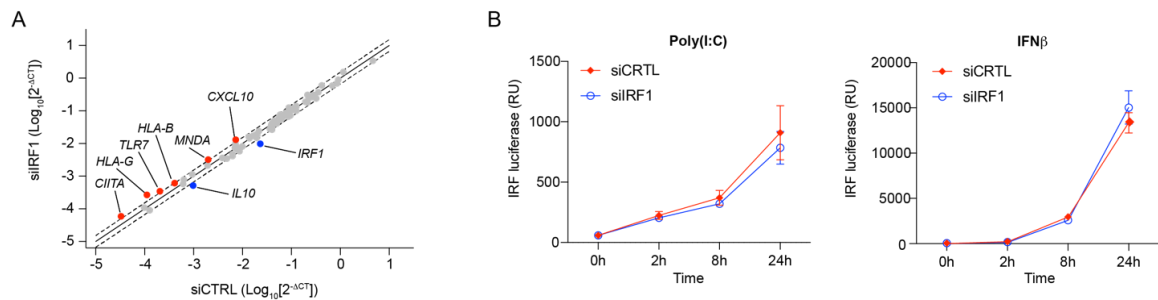 A
siIRF1 (Log10[2-ΔCT])
1
0
-1
-2
-3
-4
-5
CXCL10
MNDA
HLA-B
TLR7
HLA-G
CIITA
IRF1
IL10
-5 -4 -3 -2 -1 0 1
siCTRL (Log10[2-ΔCT])
B
Poly(I:C)
siCRTL
siIRF1
IRF luciferase (RU)
1500
1000
500
0
0h 2h 8h 24h
Time
IFNβ
siCRTL
siIRF1
IRF luciferase (RU)
20000
15000
10000
5000
0
0h 2h 8h 24h
Time